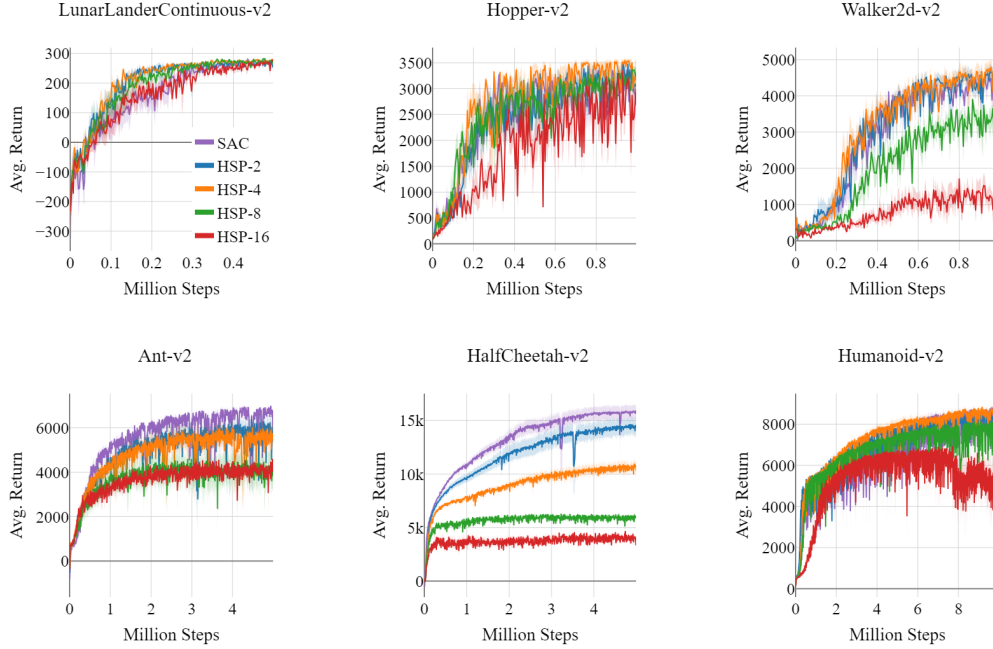 LunarLanderContinuous-v2
300
200
100
0
−100
−200
−300
Avg. Return
SAC
HSP-2
HSP-4
HSP-8
HSP-16
0 0.1 0.2 0.3 0.4
Million Steps
Hopper-v2
3500
3000
2500
2000
1500
1000
500
0
Avg. Return
0 0.2 0.4 0.6 0.8
Million Steps
Walker2d-v2
5000
4000
3000
2000
1000
0
Avg. Return
0 0.2 0.4 0.6 0.8
Million Steps
Ant-v2
6000
4000
2000
0
Avg. Return
0 1 2 3 4
Million Steps
HalfCheetah-v2
15k
10k
5k
0
Avg. Return
0 1 2 3 4
Million Steps
Humanoid-v2
8000
6000
4000
2000
0
Avg. Return
0 2 4 6 8
Million Steps